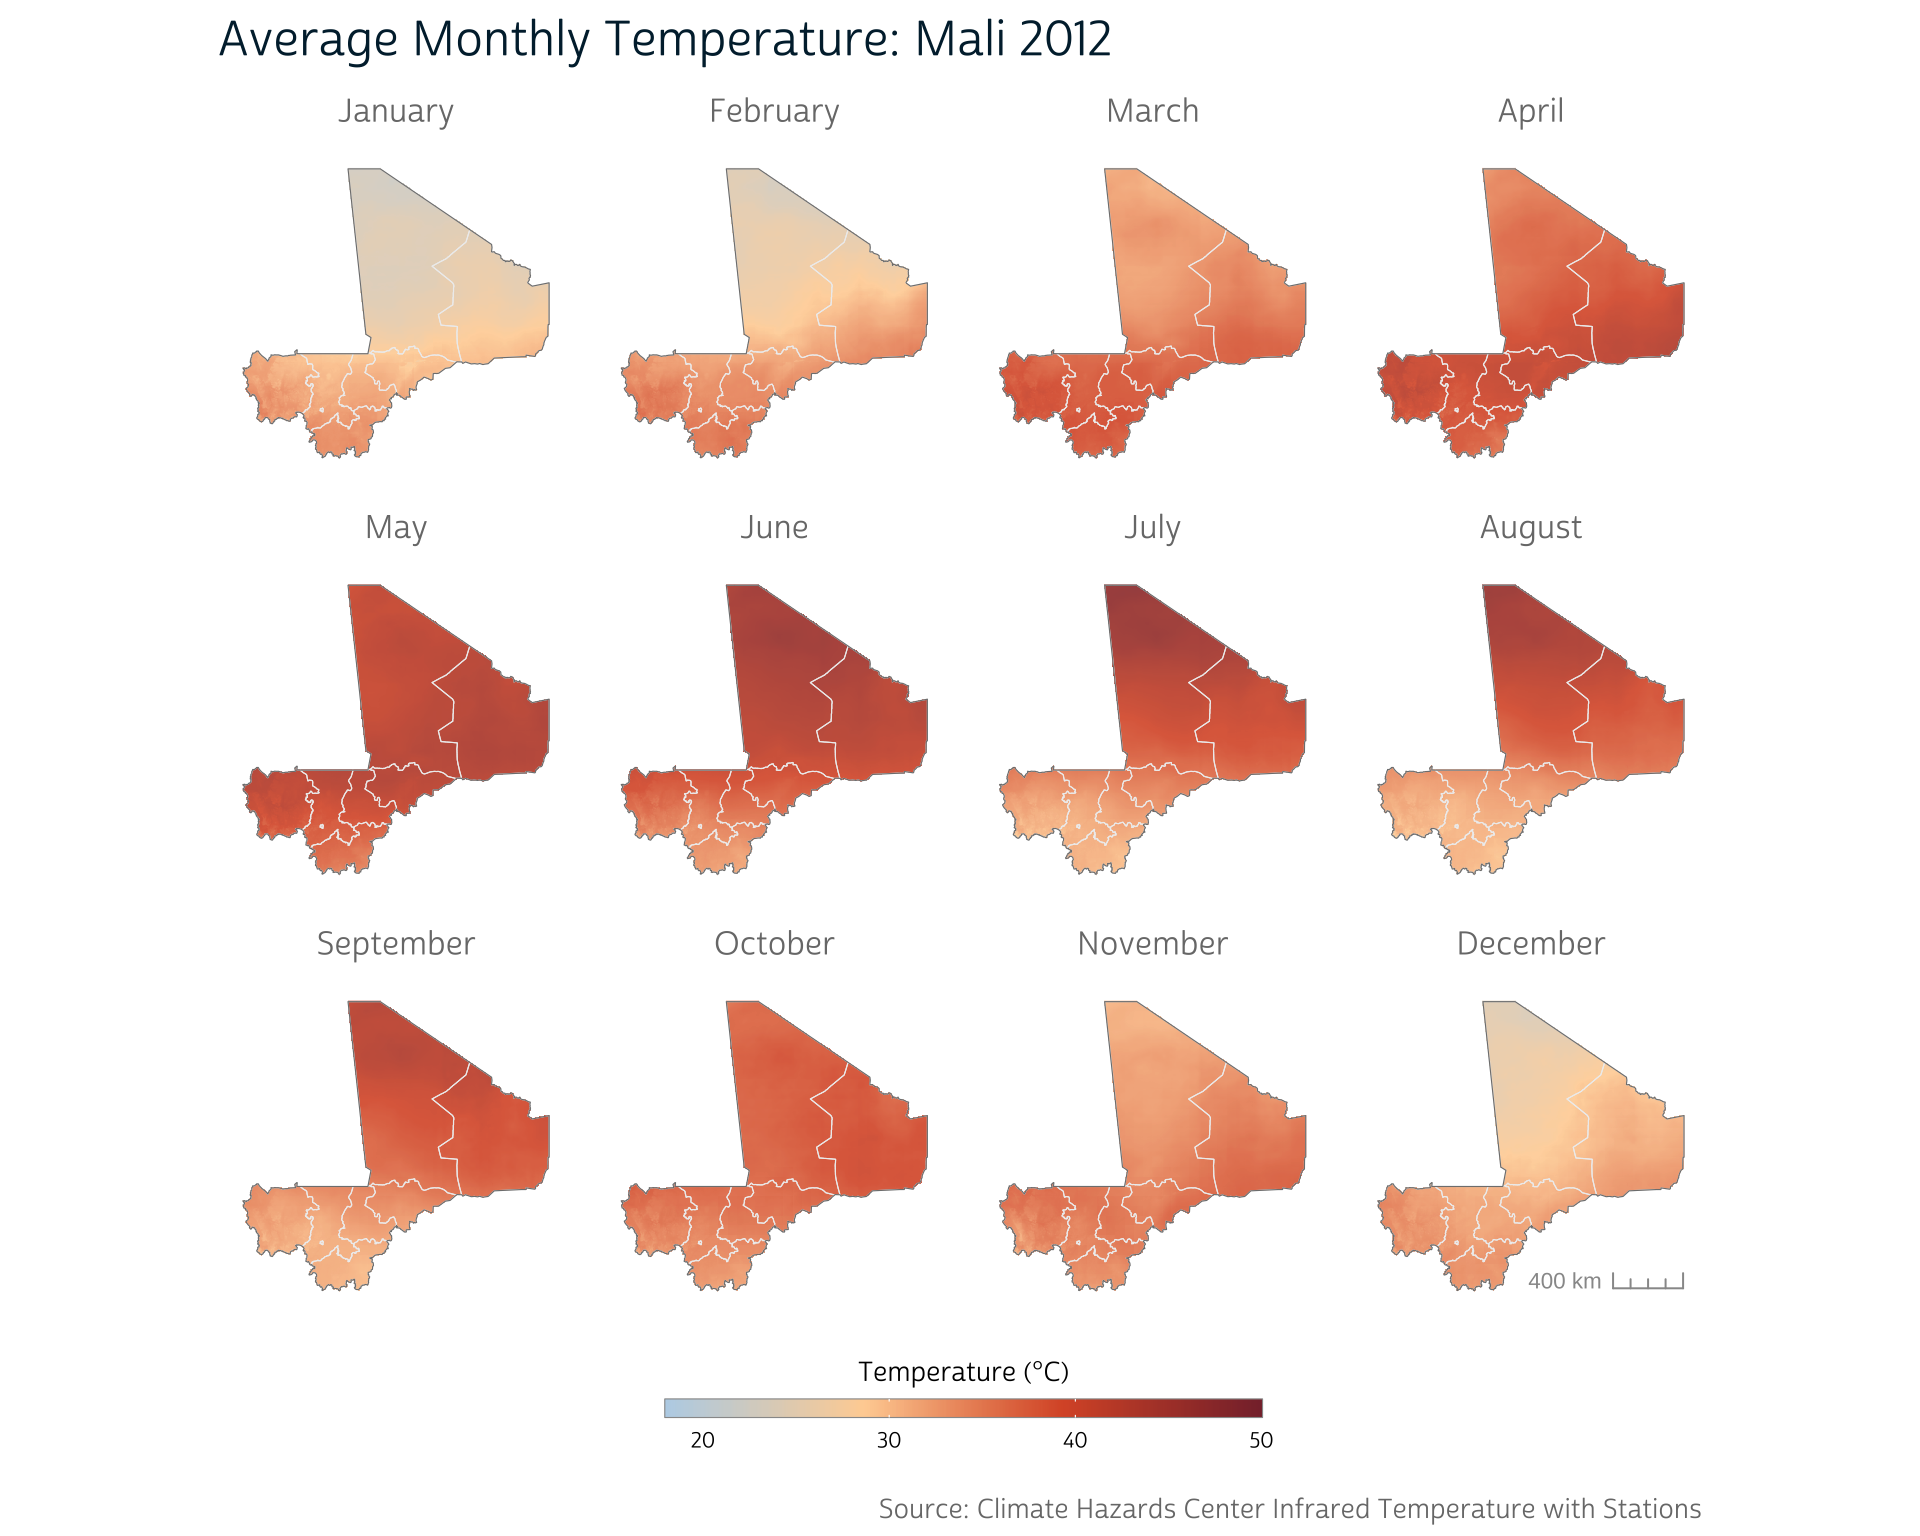 Average Monthly Temperature: Mali 2012
January February March April
May June July August
September October November December
400 km
Temperature (°C)
20 30 40 50
Source: Climate Hazards Center Infrared Temperature with Stations